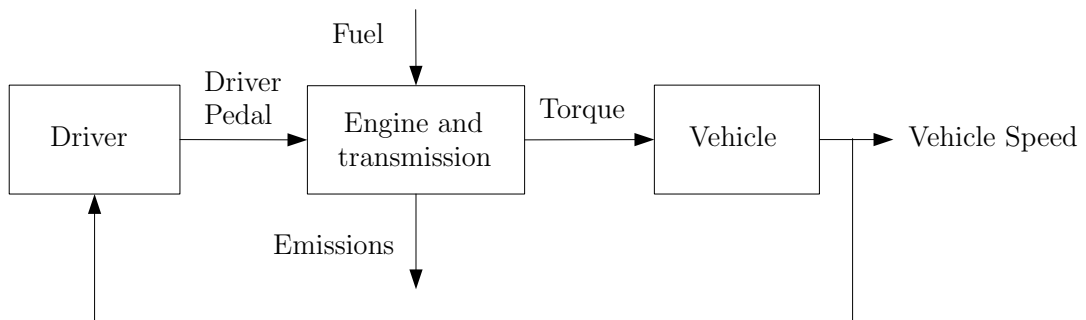 Fuel
Driver
Pedal
Driver
Engine and
transmission
Torque
Vehicle
Vehicle Speed
Emissions